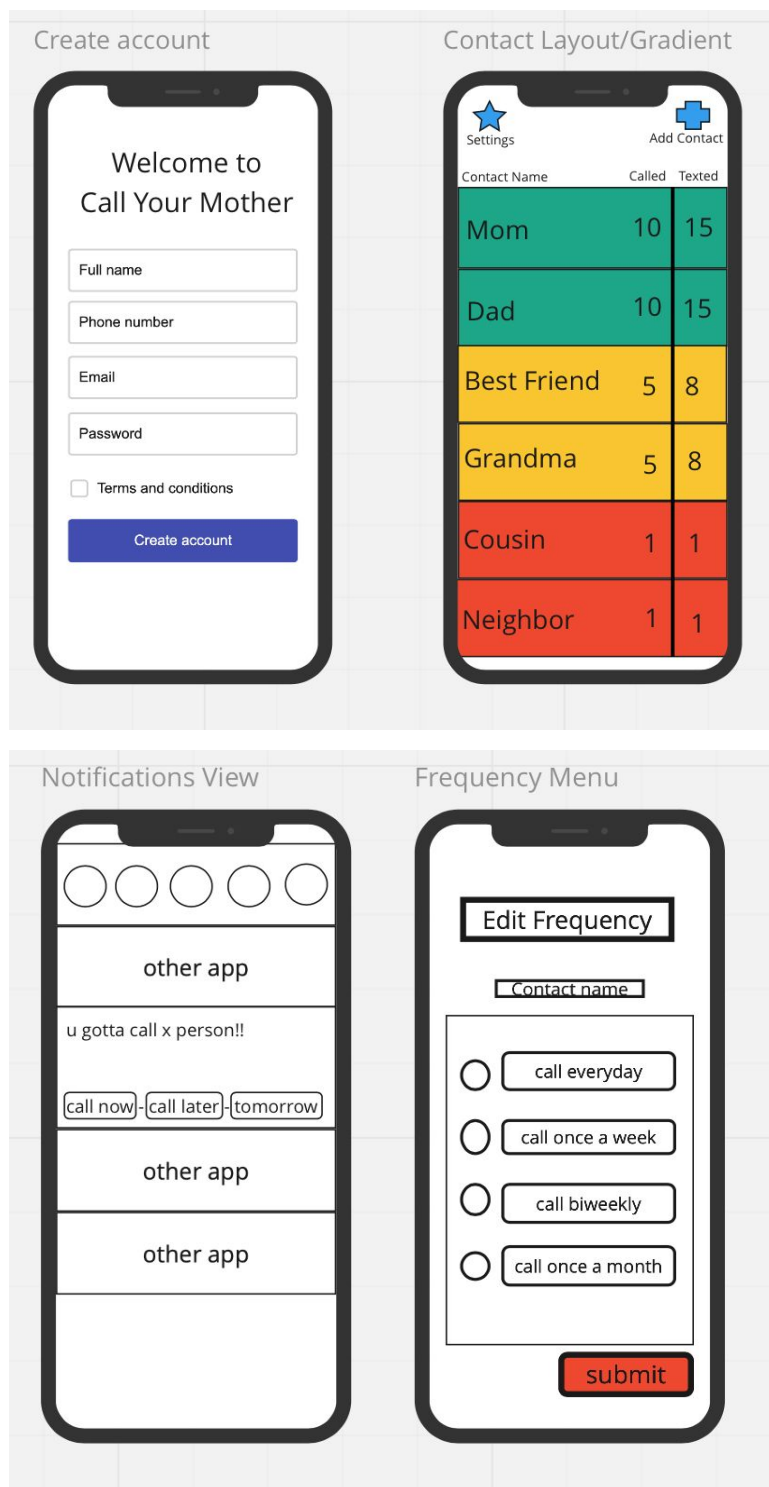 Create account
Welcome to
Call Your Mother
Full name
Phone number
Email
Password
Terms and conditions
Create account
Contact Layout/Gradient
Settings
Add Contact
Contact Name Called Texted
Mom 10 15
Dad 10 15
Best Friend 5 8
Grandma 5 8
Cousin 1 1
Neighbor 1 1
Notifications View
other app
u gotta call x person!!
call now-call later-tomorrow
other app
other app
Frequency Menu
Edit Frequency
Contact name
call everyday
call once a week
call biweekly
call once a month
submit